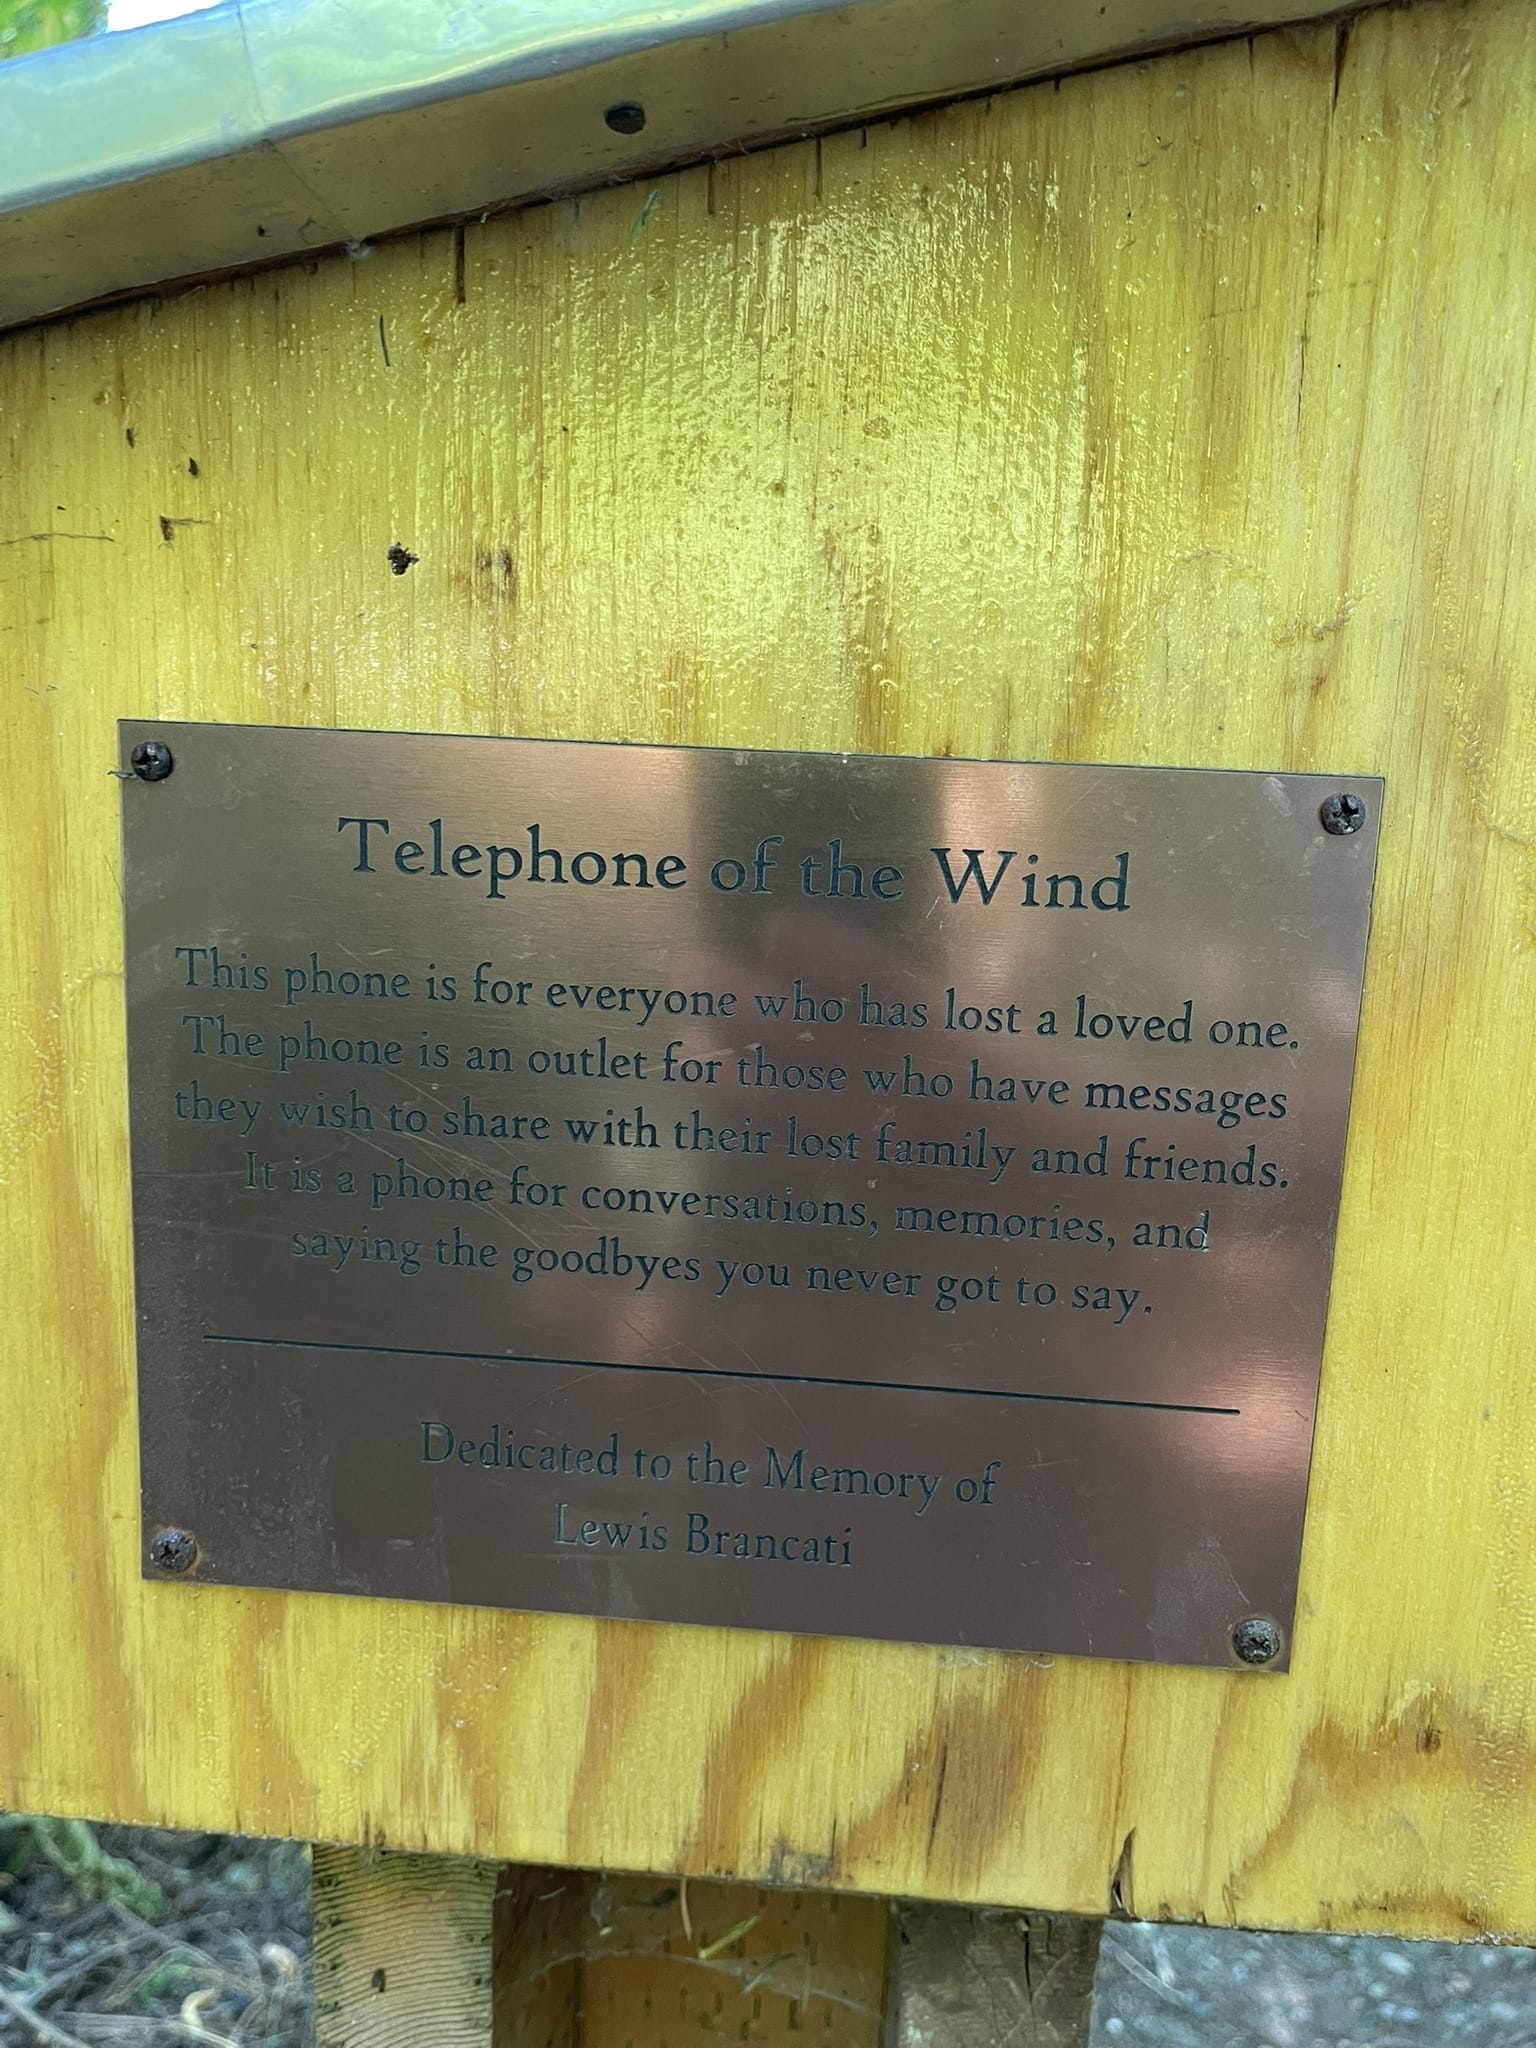 Telephone of the Wind
This phone is for everyone who has lost a loved one.
The phone is an outlet for those who have messages
they wish to share with their lost family and friends.
It is a phone for conversations, memories, and
saying the goodbyes you never got to say.
Dedicated to the Memory of
Lewis Brancati